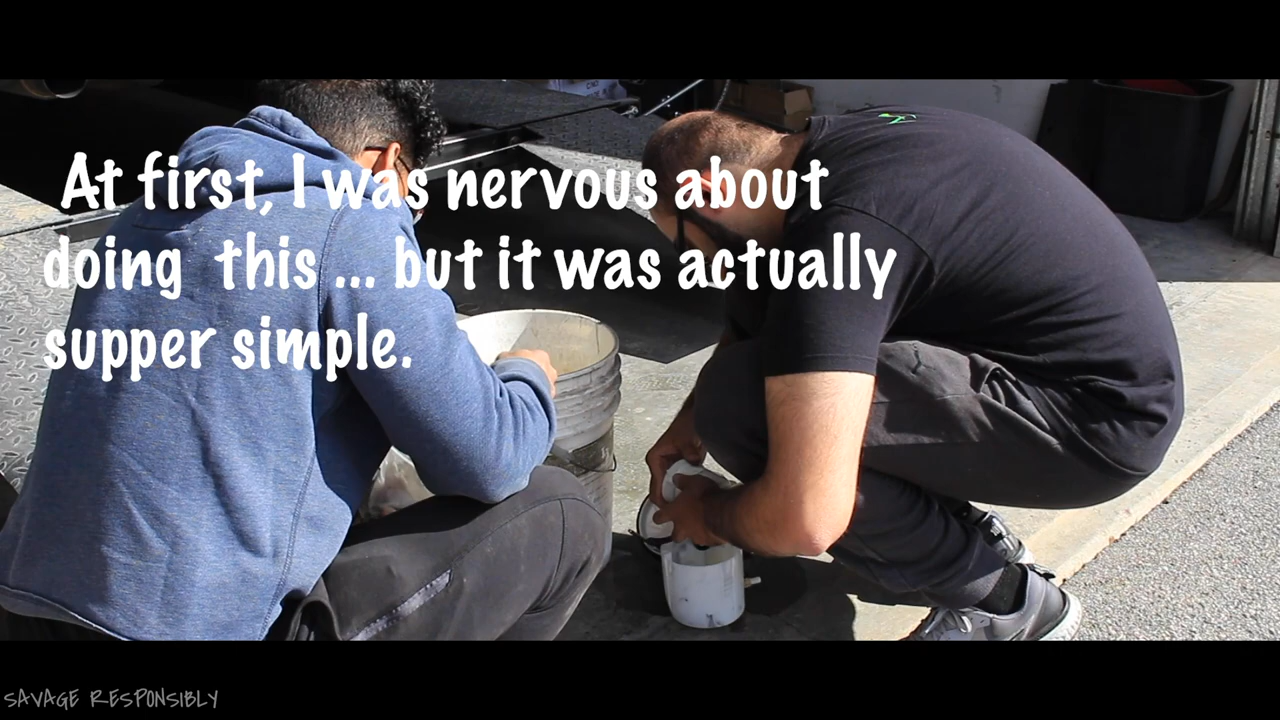 At first, I was nervous about
doing this ... but it was actually
supper simple.
SAVAGE RESPONSIBLY